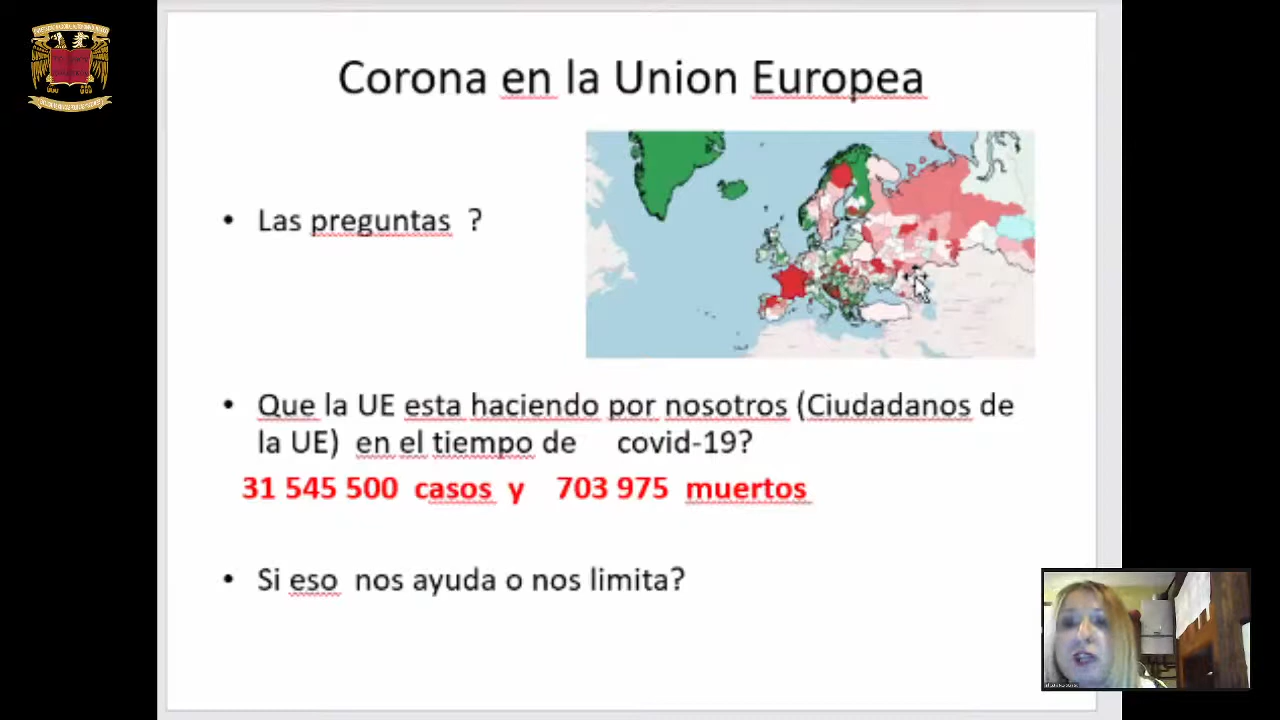 Corona en la Union Europea
Las preguntas ?
Que la UE esta haciendo por nosotros (Ciudadanos de
la UE) en el tiempo de covid-19?
31 545 500 casos y 703 975 muertos
Si eso nos ayuda o nos limita?